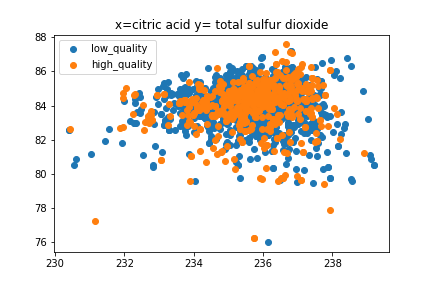 x=citric acid y= total sulfur dioxide
low_quality
high_quality
88
86
84
82
80
78
76
230 232 234 236 238